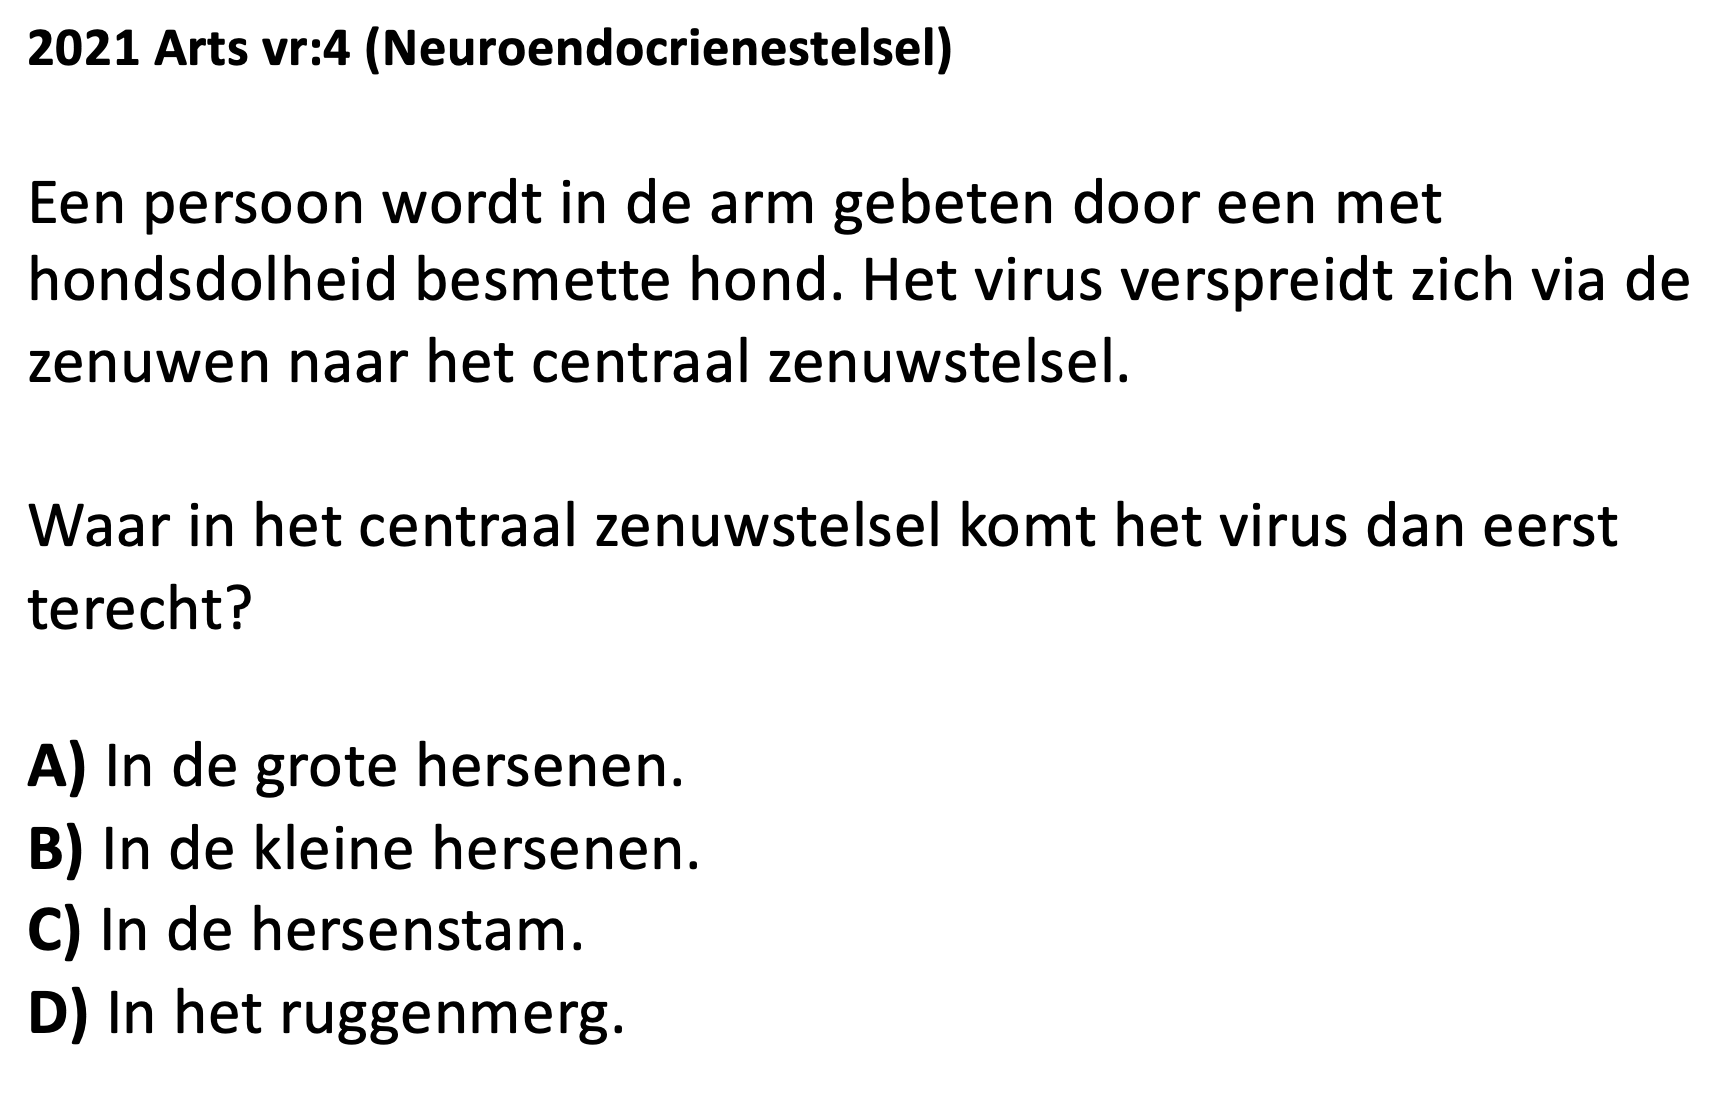 2021 Arts vr:4 (Neuroendocrienestelsel)
Een persoon wordt in de arm gebeten door een met
hondsdolheid besmette hond. Het virus verspreidt zich via de
zenuwen naar het centraal zenuwstelsel.
Waar in het centraal zenuwstelsel komt het virus dan eerst
terecht?
A) In de grote hersenen.
B) In de kleine hersenen.
C) In de hersenstam.
D) In het ruggenmerg.